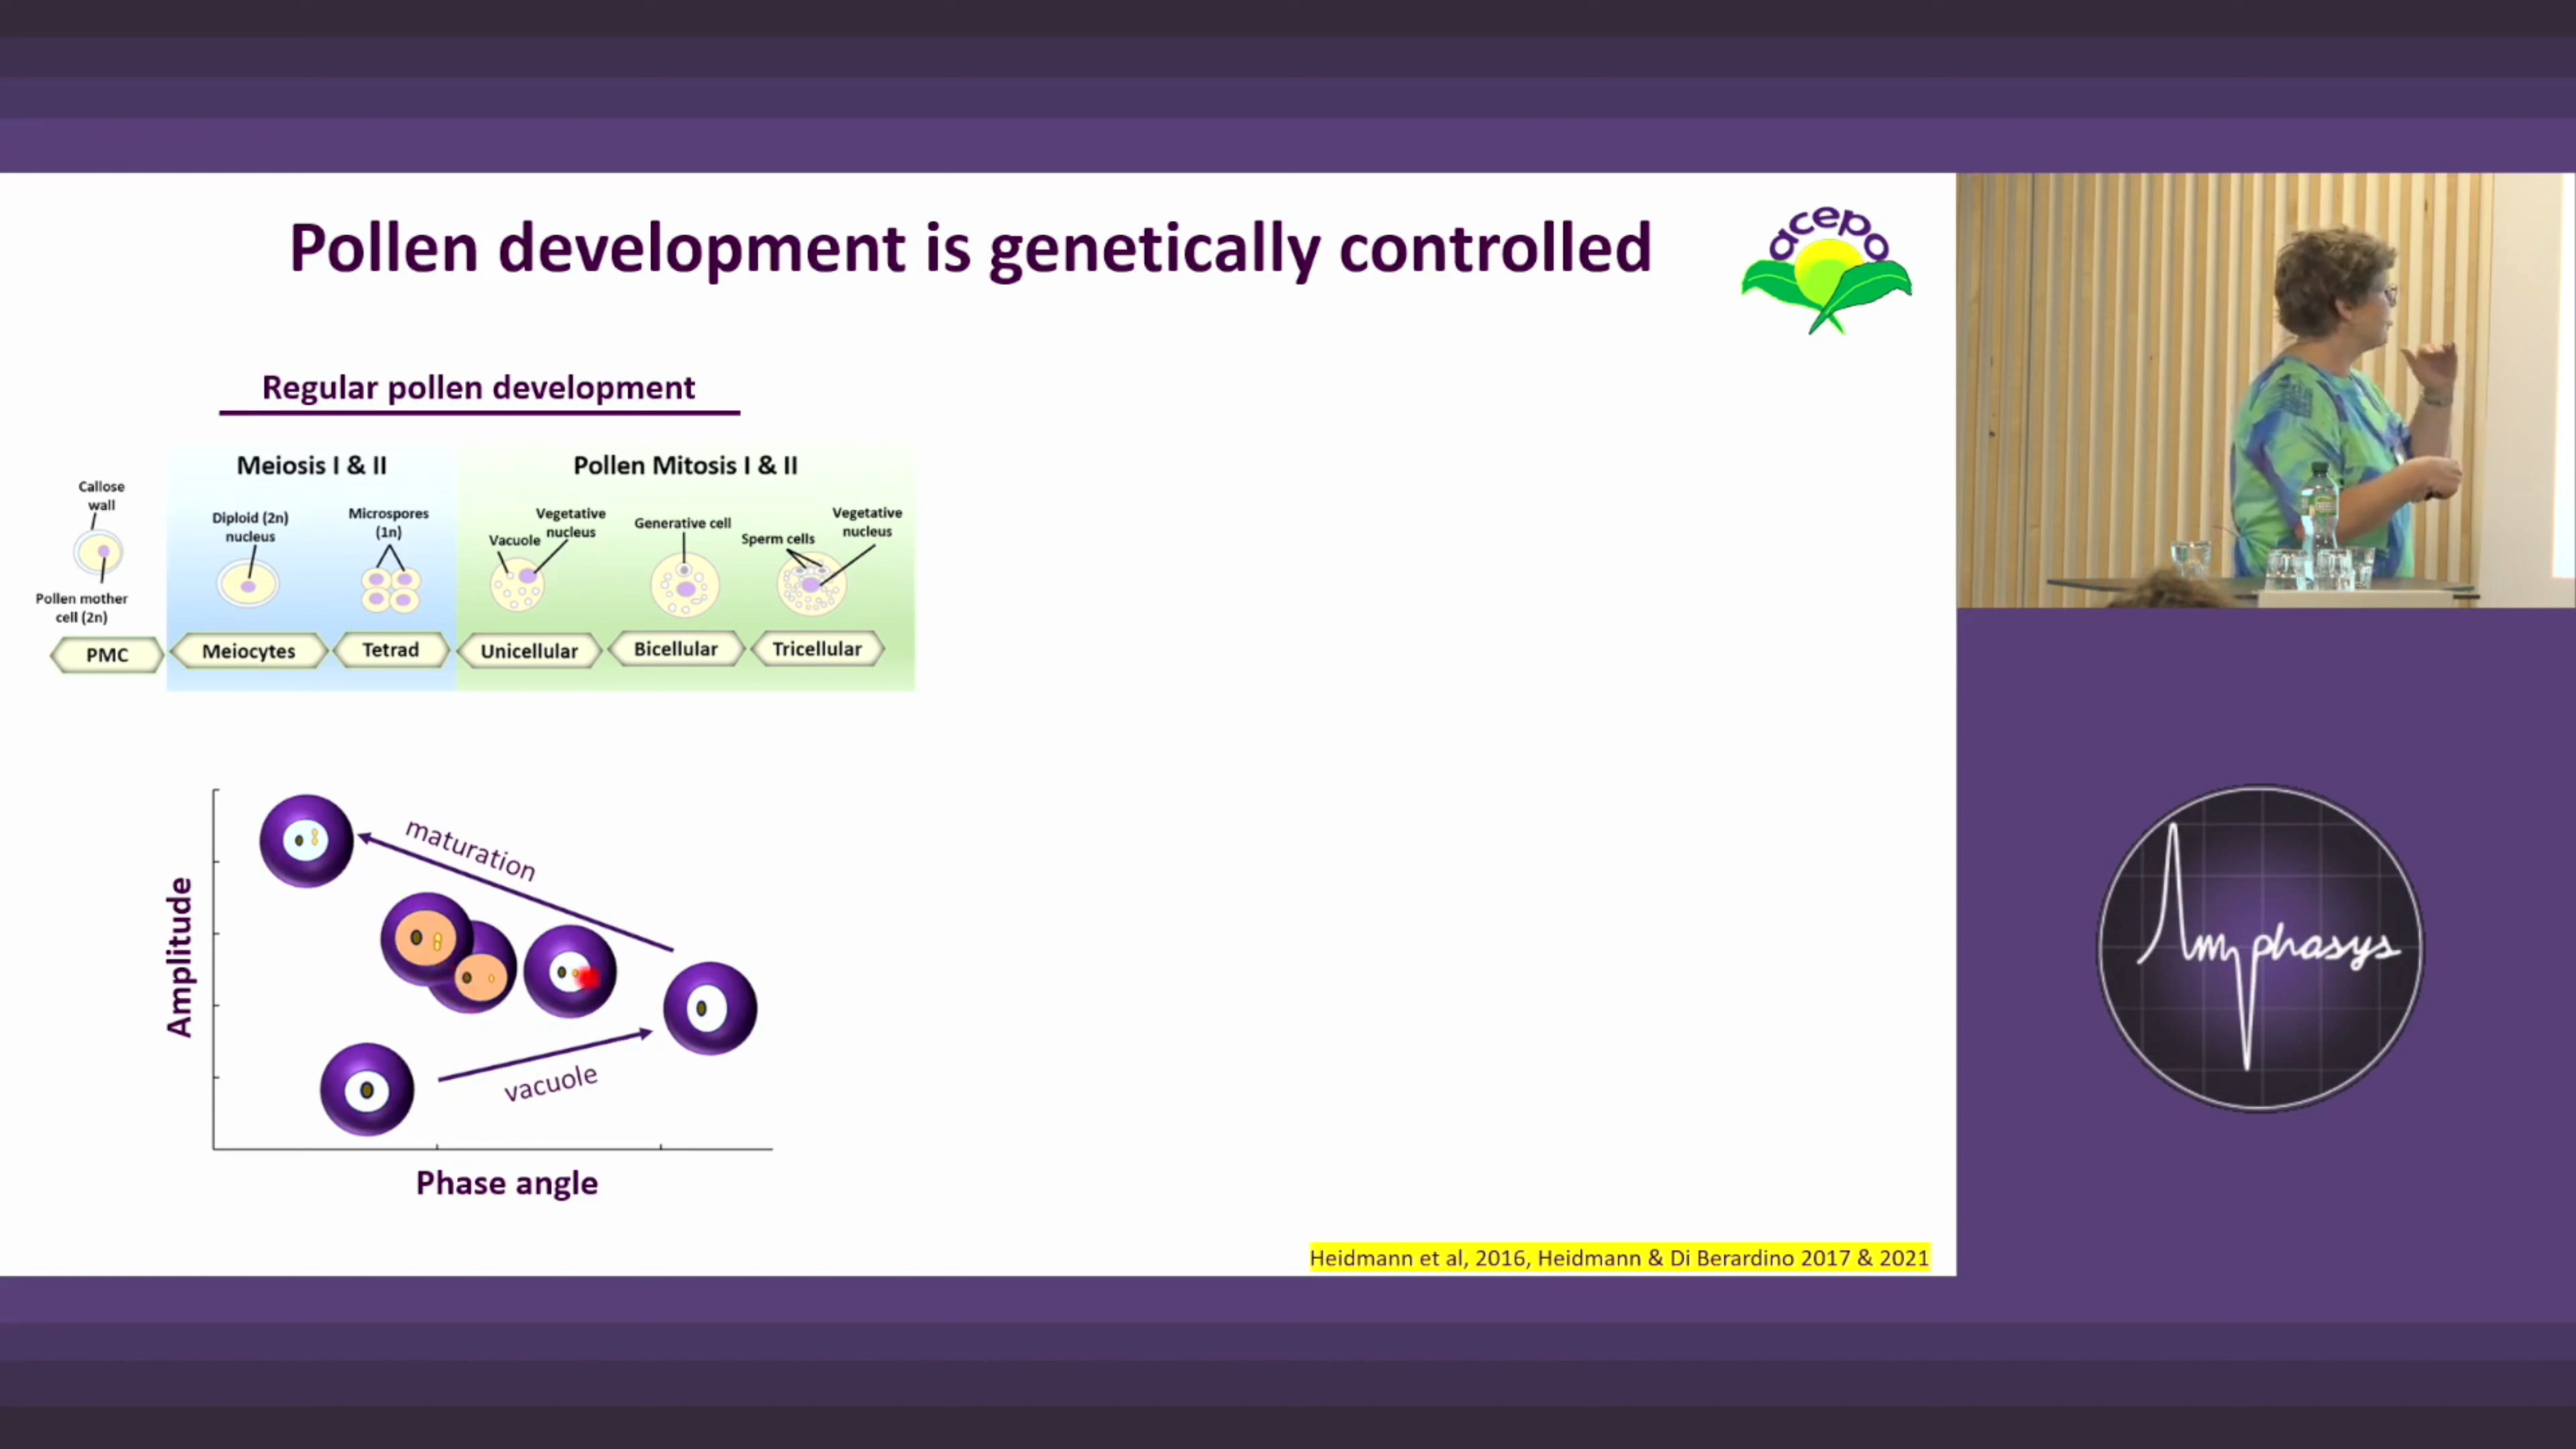 Pollen development is genetically controlled
acepo
Regular pollen development
Meiosis I & II
Pollen Mitosis I & II
Callose
wall
Pollen mother
cell (2n)
Diploid (2n)
nucleus
Microspores
(1n)
Vacuole
Vegetative
nucleus
Generative cell
Sperm cells
Vegetative
nucleus
PMC
Meiocytes
Tetrad
Unicellular
Bicellular
Tricellular
Amplitude
maturation
vacuole
Phase angle
Amphasys
Heidmann et al, 2016, Heidmann & Di Berardino 2017 & 2021